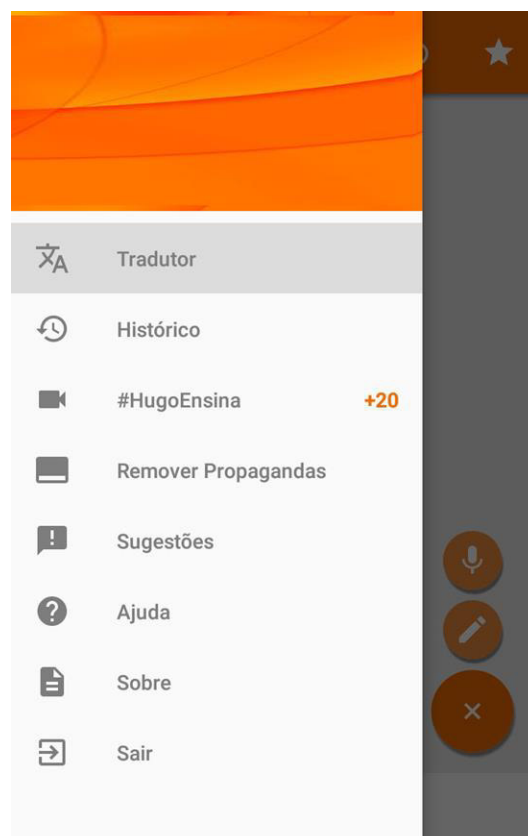 Tradutor
Histórico
#HugoEnsina +20
Remover Propagandas
Sugestões
Ajuda
Sobre
Sair